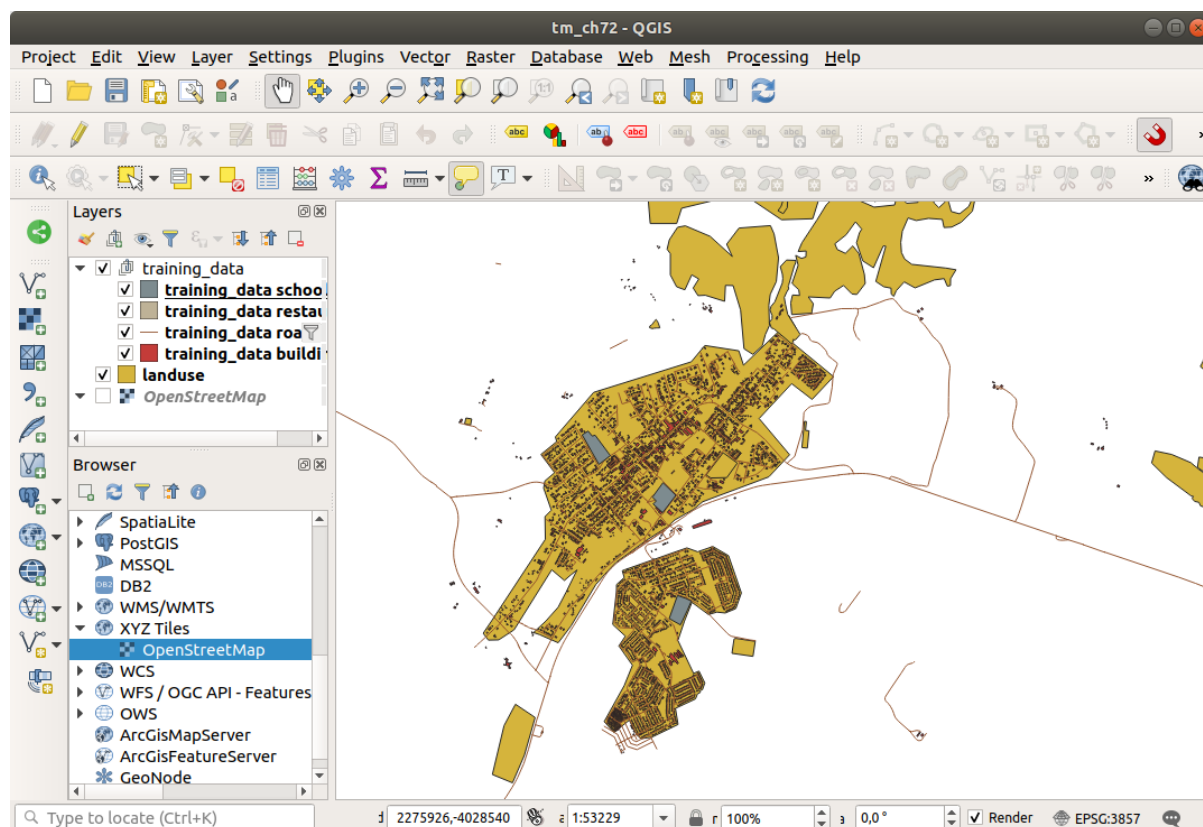 tm_ch72 - QGIS
Project Edit View Layer Settings Plugins Vector Raster Database Web Mesh Processing Help
abc ab abc
T
Layers
training_data
training_data schoo
training_data restau
training_data roa
training_data buildi
landuse
OpenStreetMap
Browser
SpatiaLite
PostGIS
MSSQL
DB2
WMS/WMTS
XYZ Tiles
OpenStreetMap
WCS
WFS / OGC API - Features
OWS
ArcGisMapServer
ArcGisFeatureServer
GeoNode
Type to locate (Ctrl+K) 2275926,-4028540 1:53229 100% 0,0° Render EPSG:3857